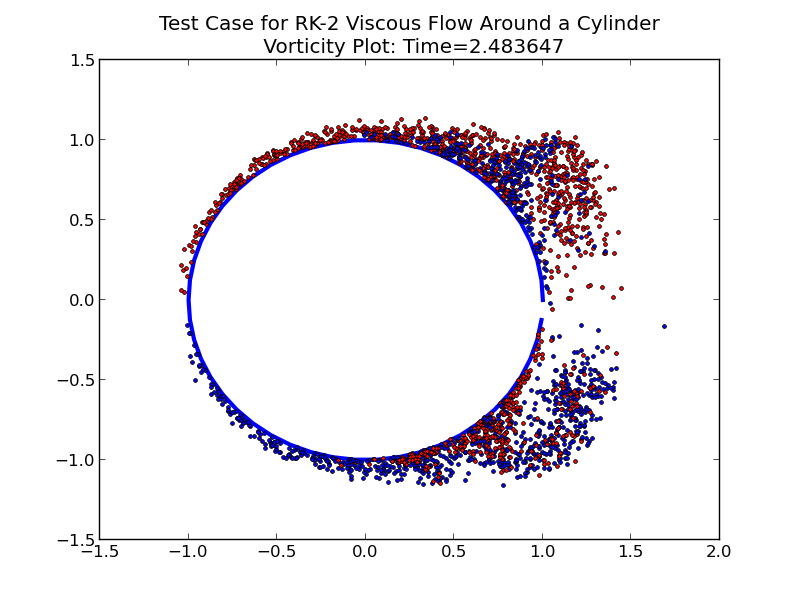 Test Case for RK-2 Viscous Flow Around a Cylinder
Vorticity Plot: Time=2.483647
1.5
1.0
0.5
0.0
−0.5
−1.0
−1.5
−1.5 −1.0 −0.5 0.0 0.5 1.0 1.5 2.0